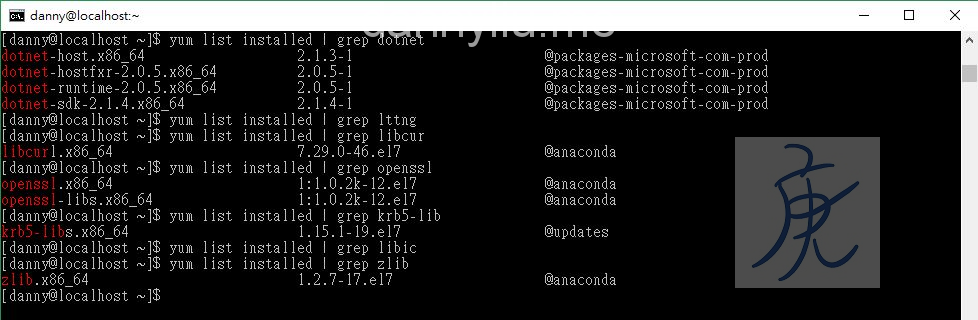 danny@localhost:~
dannyliu.me
[danny@localhost ~]$ yum list installed | grep dotnet
dotnet-host.x86_64 2.1.3-1 @packages-microsoft-com-prod
dotnet-hostfxr-2.0.5.x86_64 2.0.5-1 @packages-microsoft-com-prod
dotnet-runtime-2.0.5.x86_64 2.0.5-1 @packages-microsoft-com-prod
dotnet-sdk-2.1.4.x86_64 2.1.4-1 @packages-microsoft-com-prod
[danny@localhost ~]$ yum list installed | grep lttng
[danny@localhost ~]$ yum list installed | grep libcur
libcurl.x86_64 7.29.0-46.el7 @anaconda
[danny@localhost ~]$ yum list installed | grep openssl
openssl.x86_64 1:1.0.2k-12.el7 @anaconda
openssl-libs.x86_64 1:1.0.2k-12.el7 @anaconda
[danny@localhost ~]$ yum list installed | grep krb5-lib
krb5-libs.x86_64 1.15.1-19.el7 @updates
[danny@localhost ~]$ yum list installed | grep libic
[danny@localhost ~]$ yum list installed | grep zlib
zlib.x86_64 1.2.7-17.el7 @anaconda
[danny@localhost ~]$